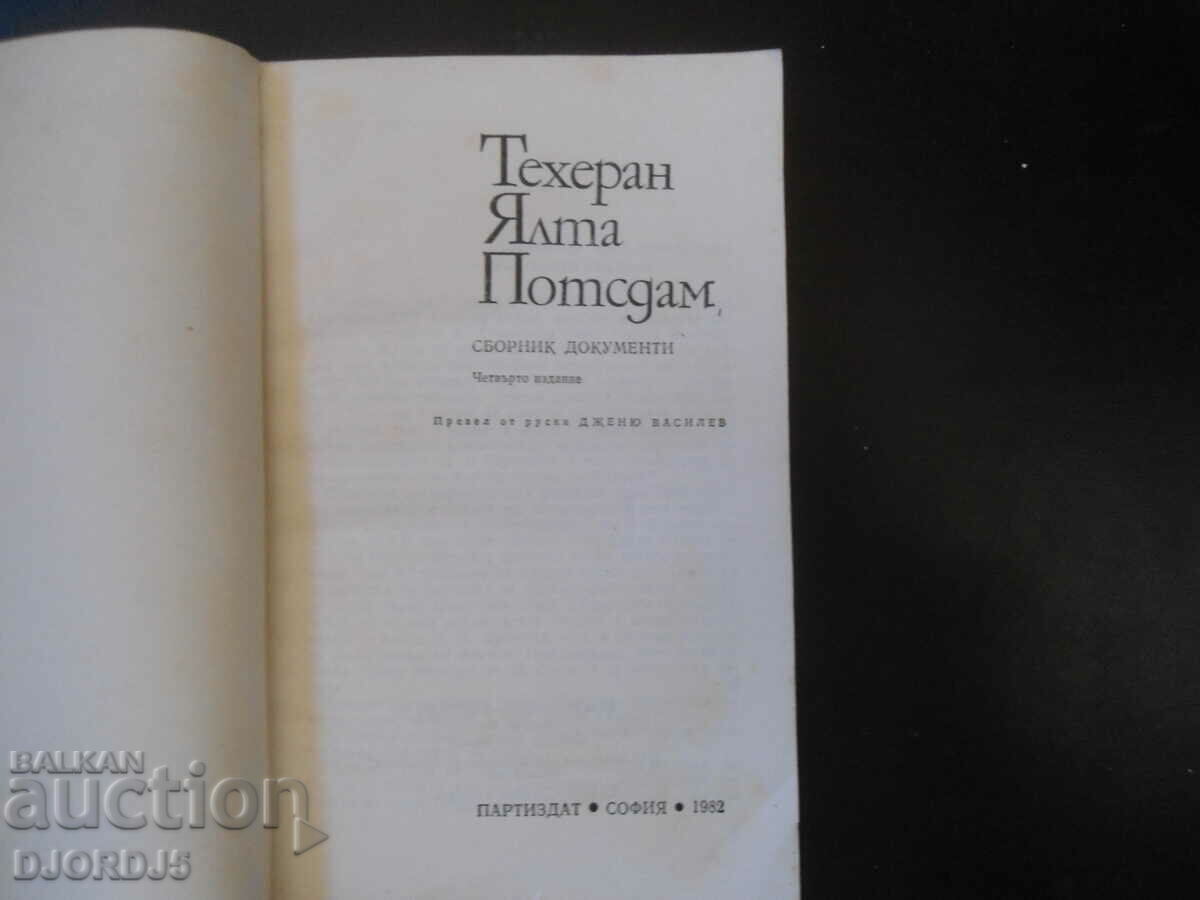 Техеран
Ялта
Потсдам
СБОРНИК ДОКУМЕНТИ
Четвърто издание
Превел от руски ДЖЕНЮ ВАСИЛЕВ
ПАРТИЗДАТ • СОФИЯ • 1982
BALKAN
auction
DJORDJ5